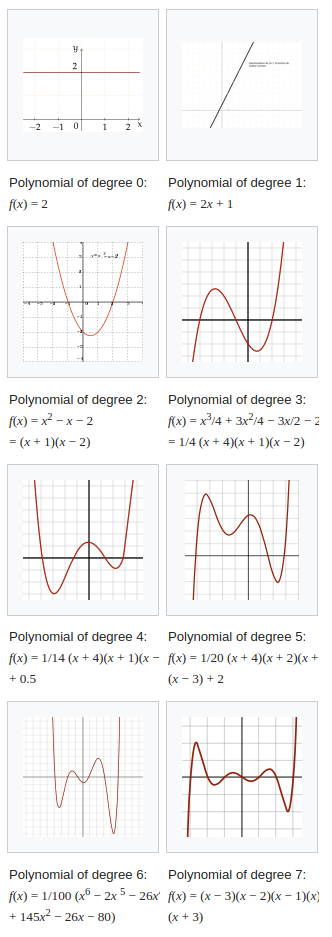 y
2
−2 −1 0 1 2 x
Polynomial of degree 0:
f(x) = 2
Polynomial of degree 1:
f(x) = 2x + 1
Polynomial of degree 2:
f(x) = x² − x − 2
= (x + 1)(x − 2)
Polynomial of degree 3:
f(x) = x³/4 + 3x²/4 − 3x/2 − 2
= 1/4 (x + 4)(x + 1)(x − 2)
Polynomial of degree 4:
f(x) = 1/14 (x + 4)(x + 1)(x −
+ 0.5
Polynomial of degree 5:
f(x) = 1/20 (x + 4)(x + 2)(x +
(x − 3) + 2
Polynomial of degree 6:
f(x) = 1/100 (x⁶ − 2x ⁵ − 26x
+ 145x² − 26x − 80)
Polynomial of degree 7:
f(x) = (x − 3)(x − 2)(x − 1)(x)
(x + 3)